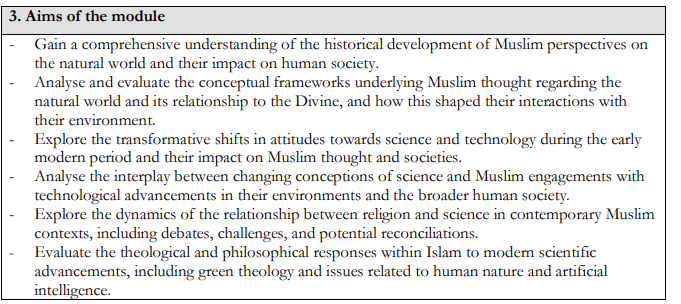 3. Aims of the module
- Gain a comprehensive understanding of the historical development of Muslim perspectives on
the natural world and their impact on human society.
- Analyse and evaluate the conceptual frameworks underlying Muslim thought regarding the
natural world and its relationship to the Divine, and how this shaped their interactions with
their environment.
- Explore the transformative shifts in attitudes towards science and technology during the early
modern period and their impact on Muslim thought and societies.
- Analyse the interplay between changing conceptions of science and Muslim engagements with
technological advancements in their environments and the broader human society.
- Explore the dynamics of the relationship between religion and science in contemporary Muslim
contexts, including debates, challenges, and potential reconciliations.
- Evaluate the theological and philosophical responses within Islam to modern scientific
advancements, including green theology and issues related to human nature and artificial
intelligence.